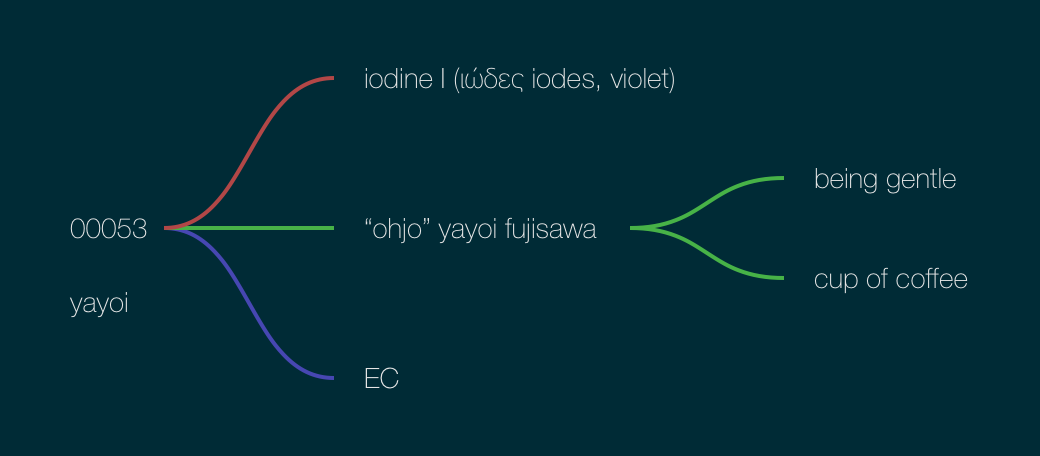 iodine I (ιώδες iodes, violet)
being gentle
00053
“ohjo” yayoi fujisawa
cup of coffee
yayoi
EC